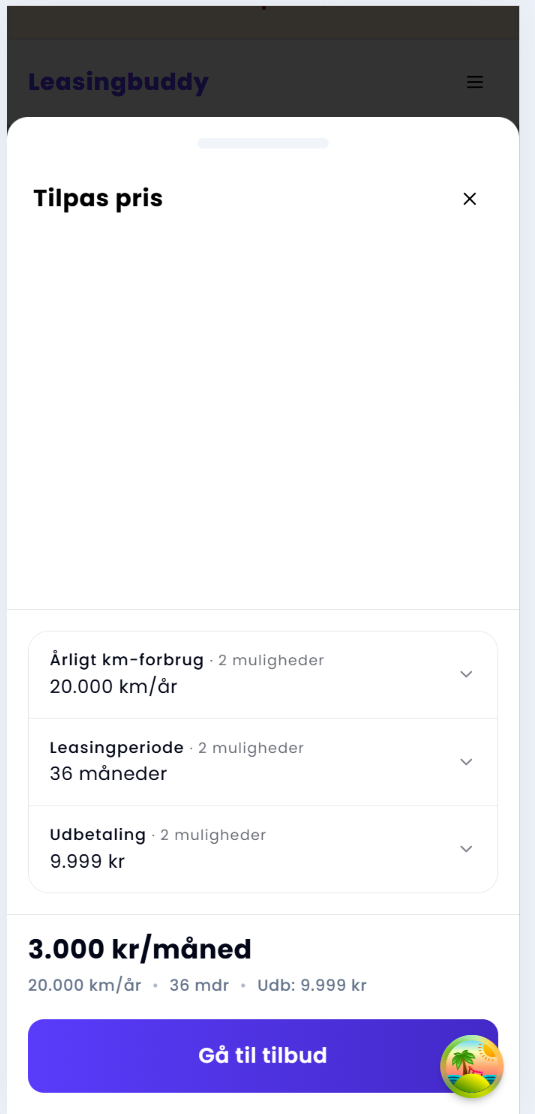 Leasingbuddy
Tilpas pris
Årligt km-forbrug · 2 muligheder
20.000 km/år
Leasingperiode · 2 muligheder
36 måneder
Udbetaling · 2 muligheder
9.999 kr
3.000 kr/måned
20.000 km/år • 36 mdr • Udb: 9.999 kr
Gå til tilbud